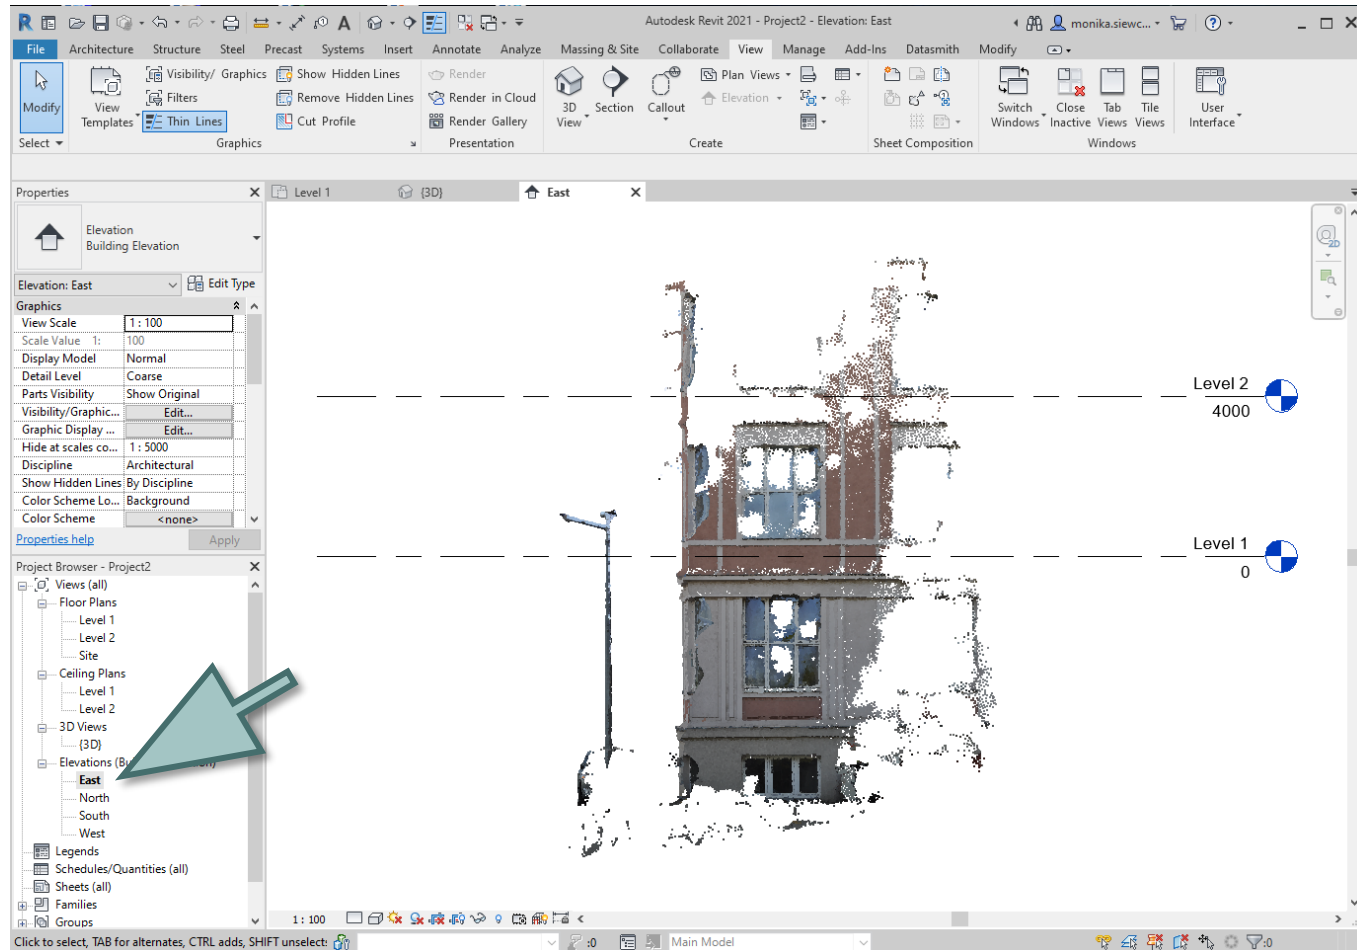 Autodesk Revit 2021 - Project2 - Elevation: East
monika.siewc...
File Architecture Structure Steel Precast Systems Insert Annotate Analyze Massing & Site Collaborate View Manage Add-Ins Datasmith Modify
Modify
Select
View Templates
Visibility/ Graphics
Filters
Thin Lines
Show Hidden Lines
Remove Hidden Lines
Cut Profile
Graphics
Render
Render in Cloud
Render Gallery
Presentation
3D View
Section
Callout
Plan Views
Elevation
Create
Sheet Composition
Switch Windows
Close Inactive
Tab Views
Tile Views
Windows
User Interface
Properties
Level 1
{3D}
East
Elevation
Building Elevation
Elevation: East
Edit Type
Graphics
View Scale 1 : 100
Scale Value 1: 100
Display Model Normal
Detail Level Coarse
Parts Visibility Show Original
Visibility/Graphic... Edit...
Graphic Display ... Edit...
Hide at scales co... 1 : 5000
Discipline Architectural
Show Hidden Lines By Discipline
Color Scheme Lo... Background
Color Scheme <none>
Properties help
Apply
Project Browser - Project2
Views (all)
Floor Plans
Level 1
Level 2
Site
Ceiling Plans
Level 1
Level 2
3D Views
{3D}
Elevations (Bu
East
North
South
West
Legends
Schedules/Quantities (all)
Sheets (all)
Families
Groups
2D
Level 2
4000
Level 1
0
1 : 100
Click to select, TAB for alternates, CTRL adds, SHIFT unselect:
:0
Main Model
:0